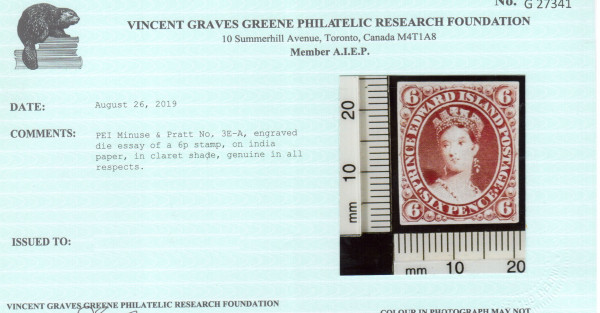 No. G 27341
VINCENT GRAVES GREENE PHILATELIC RESEARCH FOUNDATION
10 Summerhill Avenue, Toronto, Canada M4T1A8
Member A.I.E.P.
DATE: August 26, 2019
COMMENTS: PEI Minuse & Pratt No. 3E-A, engraved
die essay of a 6p stamp, on india
paper, in claret shade, genuine in all
respects.
20
10
mm
6 6
PRINCE EDWARD ISLAND POSTAGE
SIX PENCE
6 6
mm 10 20
ISSUED TO:
VINCENT GRAVES GREENE PHILATELIC RESEARCH FOUNDATION
COLOUR IN PHOTOGRAPH MAY NOT